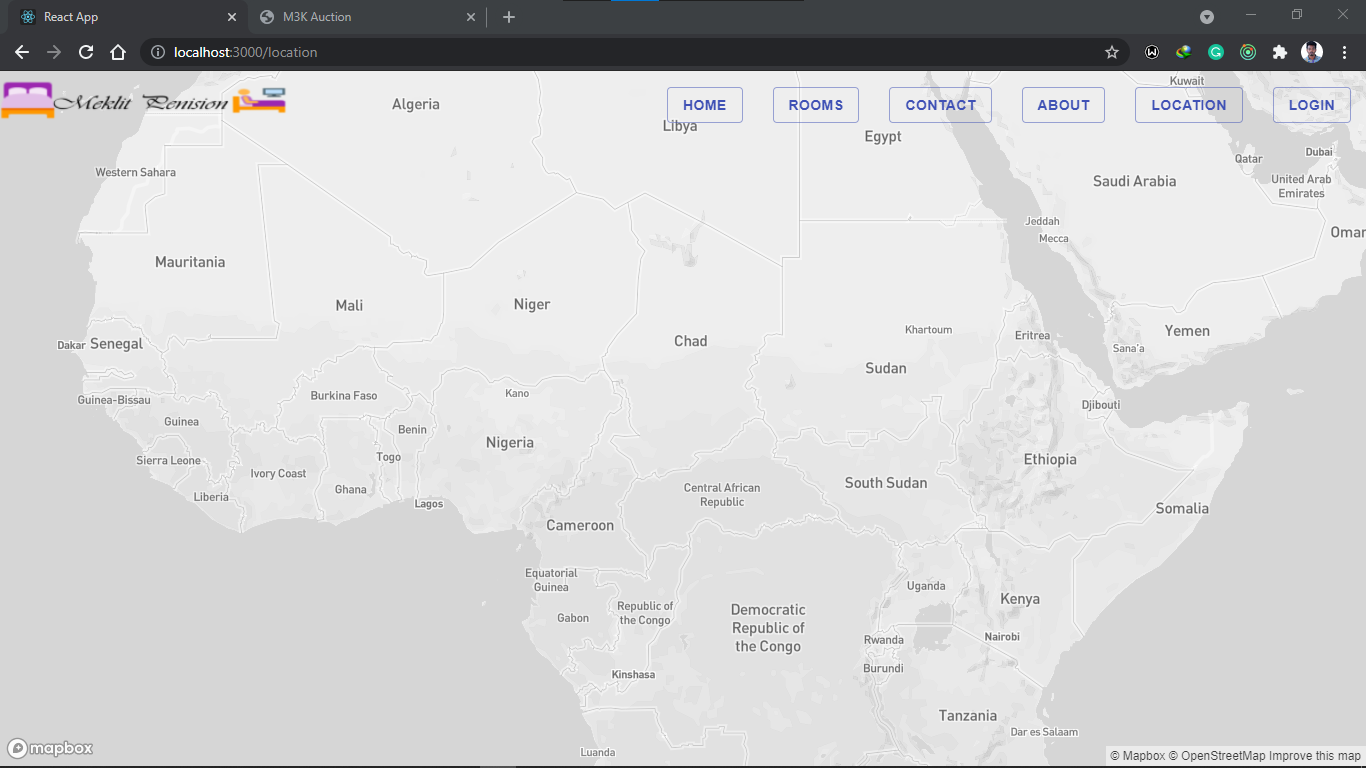 React App
M3K Auction
localhost:3000/location
Meklit Penision
HOME
ROOMS
CONTACT
ABOUT
LOCATION
LOGIN
Algeria
Libya
Egypt
Kuwait
Western Sahara
Qatar
Dubai
United Arab
Emirates
Saudi Arabia
Jeddah
Mecca
Oman
Mauritania
Mali
Niger
Chad
Khartoum
Sudan
Eritrea
Sana'a
Yemen
Dakar
Senegal
Guinea-Bissau
Guinea
Burkina Faso
Benin
Togo
Kano
Nigeria
Djibouti
Ethiopia
Sierra Leone
Liberia
Ivory Coast
Ghana
Lagos
Central African
Republic
South Sudan
Somalia
Cameroon
Equatorial
Guinea
Gabon
Republic of
the Congo
Democratic
Republic of
the Congo
Uganda
Kenya
Nairobi
Rwanda
Burundi
Kinshasa
Tanzania
Dar es Salaam
Luanda
mapbox
© Mapbox © OpenStreetMap Improve this map